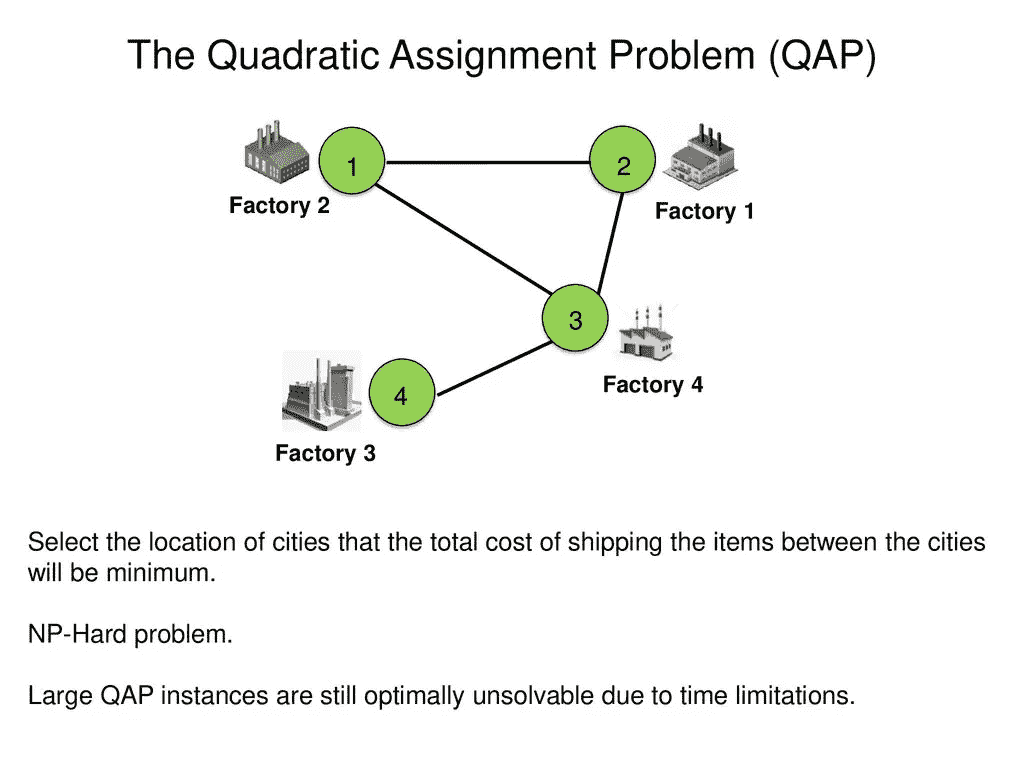 The Quadratic Assignment Problem (QAP)
1
2
Factory 2
Factory 1
3
Factory 4
4
Factory 3
Select the location of cities that the total cost of shipping the items between the cities
will be minimum.
NP-Hard problem.
Large QAP instances are still optimally unsolvable due to time limitations.